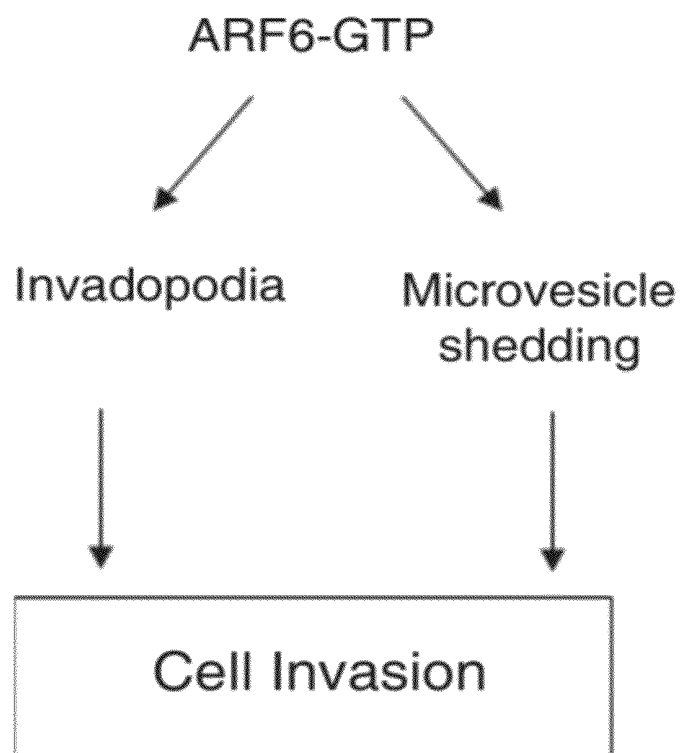 ARF6-GTP
Invadopodia
Microvesicle
shedding
Cell Invasion